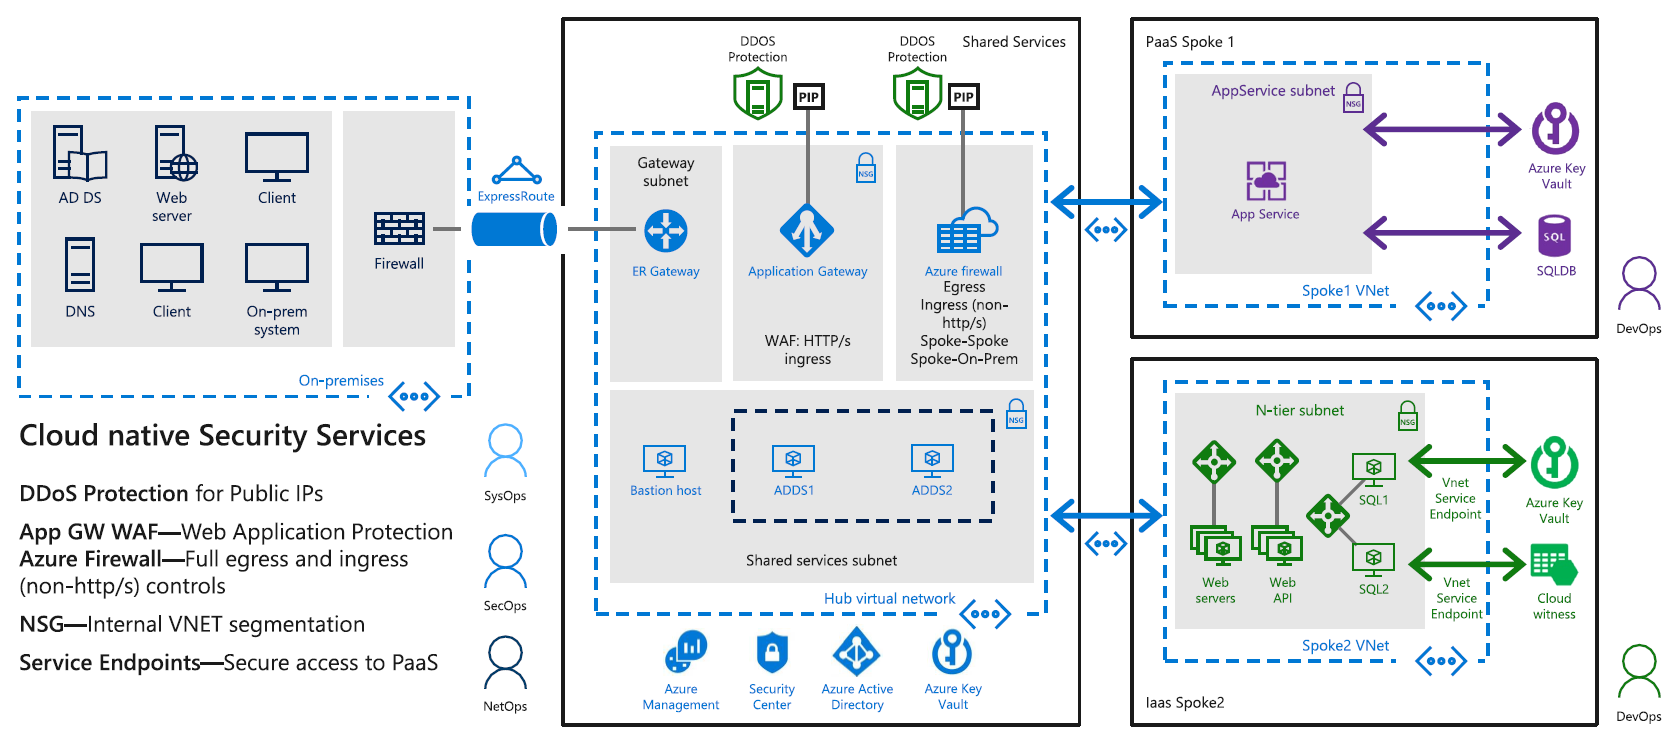 AD DS
Web
server
Client
DNS
Client
On-prem
system
Firewall
On-premises
ExpressRoute
Cloud native Security Services
DDoS Protection for Public IPs
App GW WAF—Web Application Protection
Azure Firewall—Full egress and ingress
(non-http/s) controls
NSG—Internal VNET segmentation
Service Endpoints—Secure access to PaaS
SysOps
SecOps
NetOps
Shared Services
DDOS
Protection
PIP
DDOS
Protection
PIP
Gateway
subnet
ER Gateway
NSG
Application Gateway
WAF: HTTP/s
ingress
Azure firewall
Egress
Ingress (non-
http/s)
Spoke-Spoke
Spoke-On-Prem
NSG
Bastion host
ADDS1
ADDS2
Shared services subnet
Hub virtual network
Azure
Management
Security
Center
Azure Active
Directory
Azure Key
Vault
PaaS Spoke 1
AppService subnet
NSG
App Service
Azure Key
Vault
SQL
SQLDB
Spoke1 VNet
DevOps
N-tier subnet
NSG
Web
servers
Web
API
SQL1
SQL2
Vnet
Service
Endpoint
Vnet
Service
Endpoint
Azure Key
Vault
Cloud
witness
Spoke2 VNet
Iaas Spoke2
DevOps